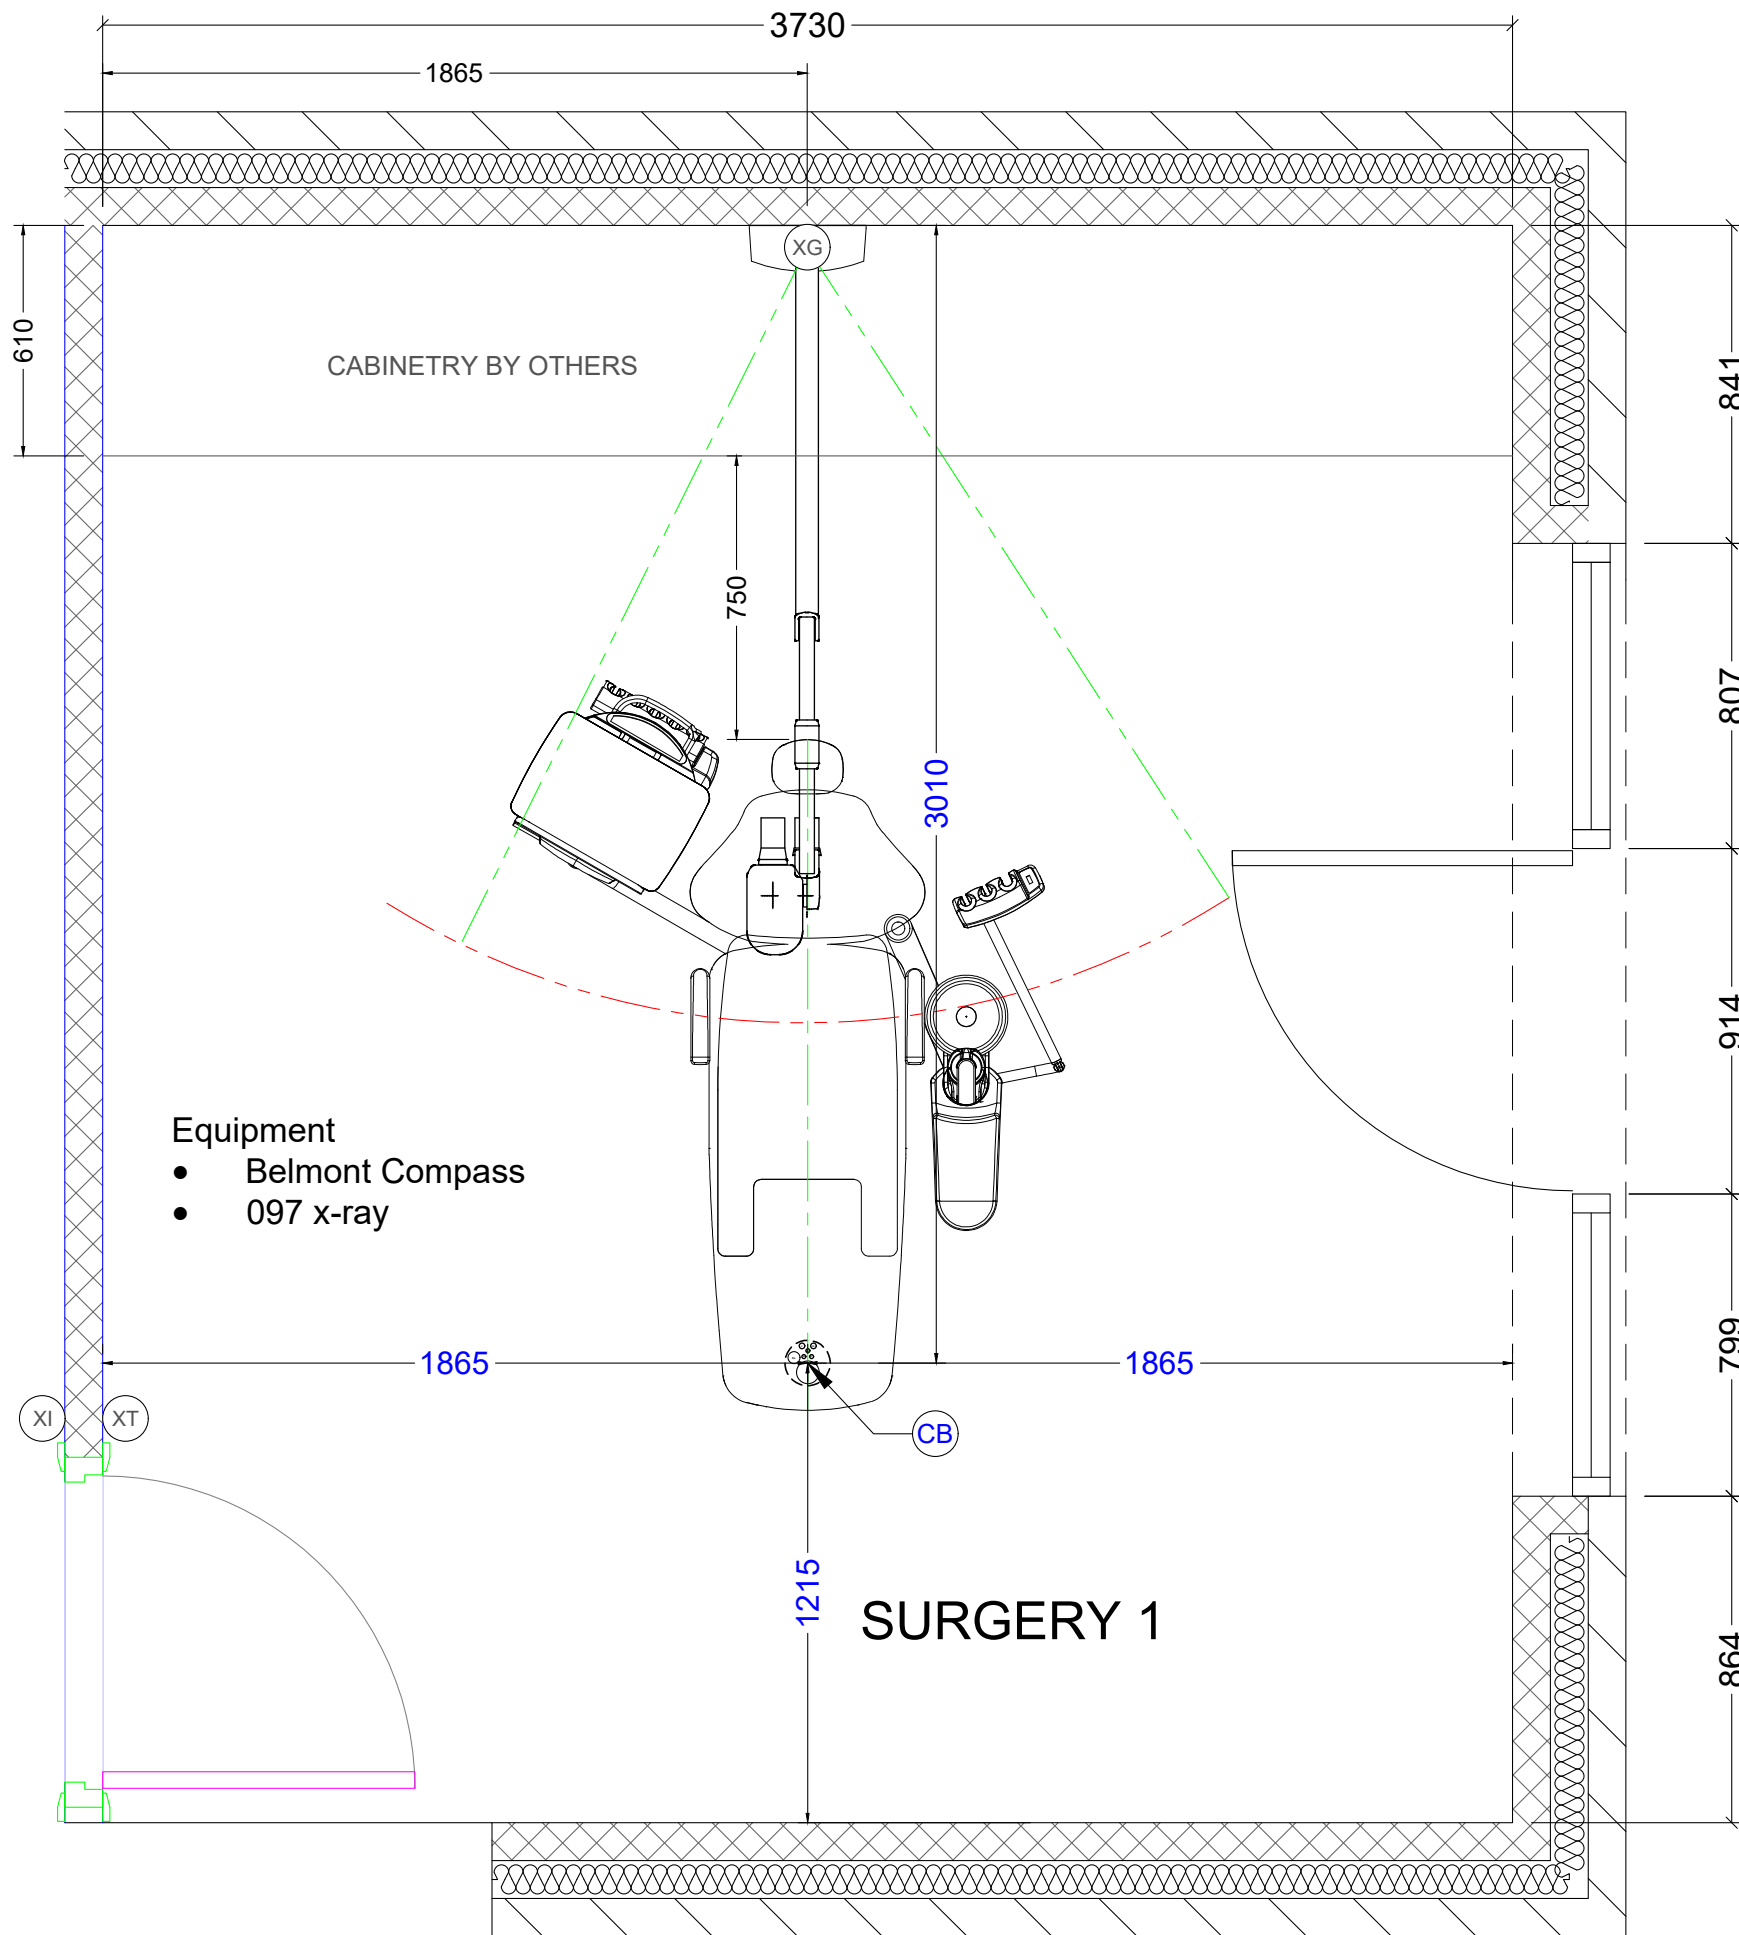 3730
1865
XG
610
CABINETRY BY OTHERS
841
750
807
3010
914
Equipment
• Belmont Compass
• 097 x-ray
1865
1865
799
XI
XT
CB
1215
SURGERY 1
864